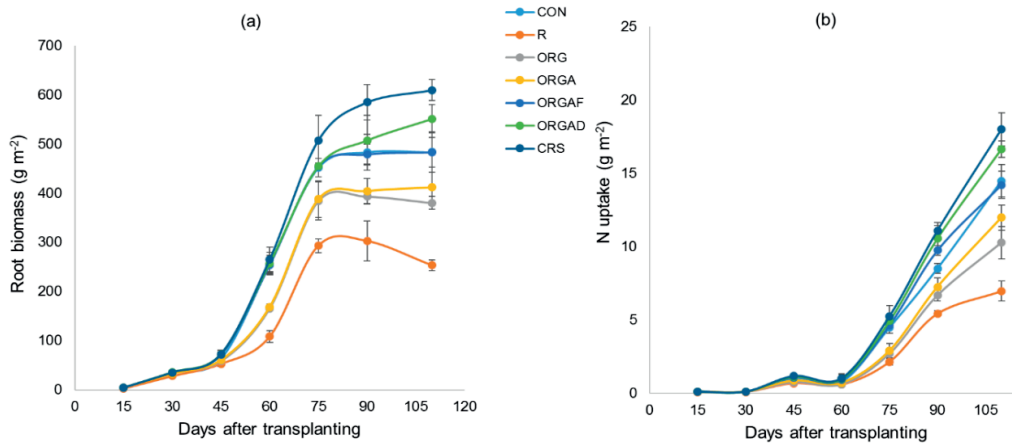 (a)
Root biomass (g m⁻²)
700
600
500
400
300
200
100
0
0 15 30 45 60 75 90 105 120
Days after transplanting
CON
R
ORG
ORGA
ORGAF
ORGAD
CRS
(b)
N uptake (g m⁻²)
25
20
15
10
5
0
0 15 30 45 60 75 90 105
Days after transplanting